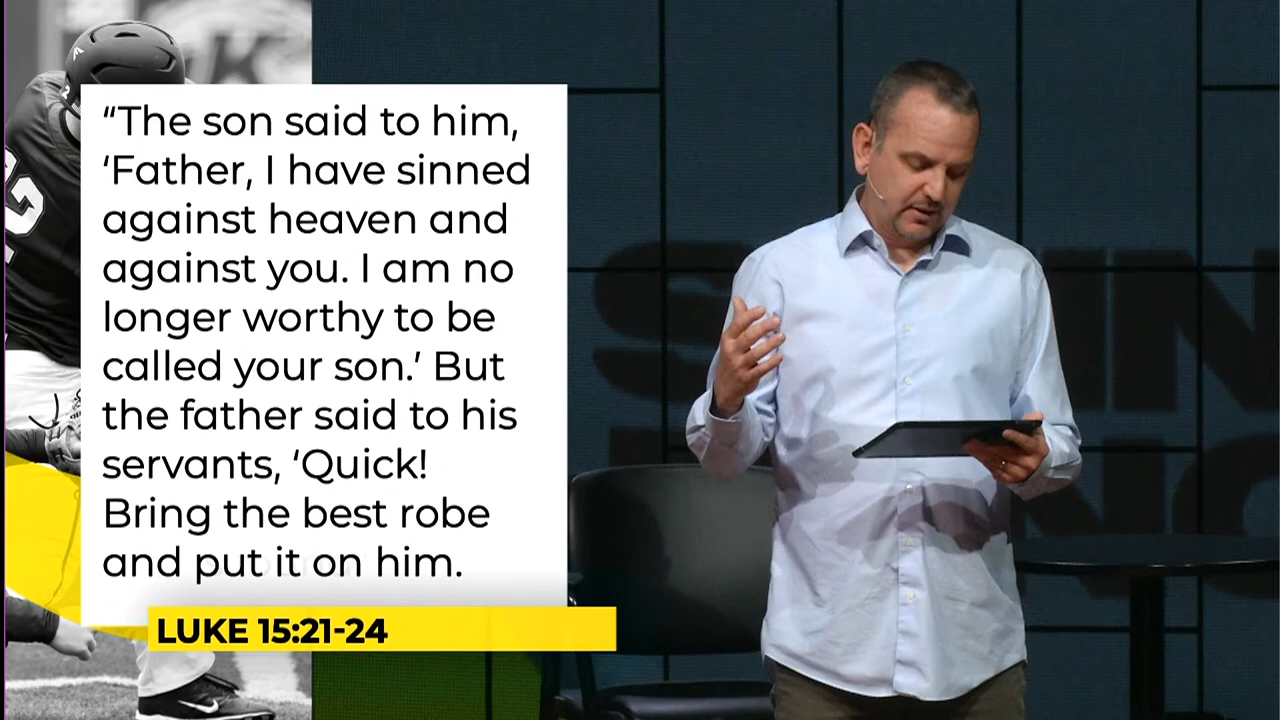 “The son said to him,
‘Father, I have sinned
against heaven and
against you. I am no
longer worthy to be
called your son.’ But
the father said to his
servants, ‘Quick!
Bring the best robe
and put it on him.
LUKE 15:21-24